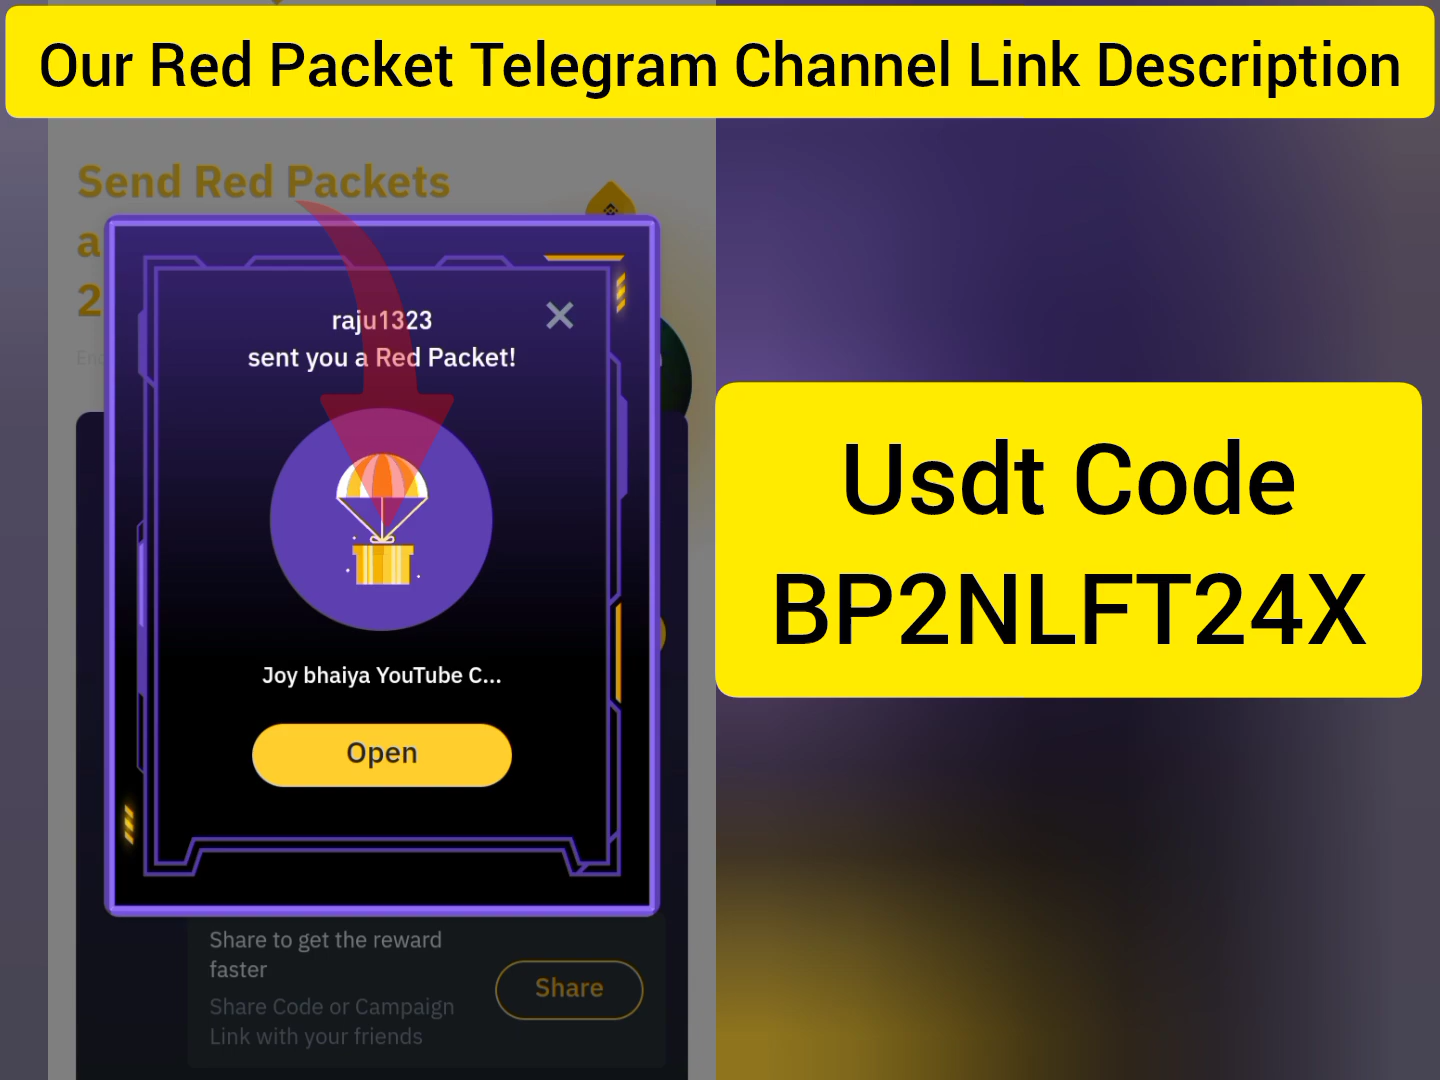 Our Red Packet Telegram Channel Link Description
Send Red Packets
a
2
raju1323
sent you a Red Packet!
Joy bhaiya YouTube C...
Open
Share to get the reward
faster
Share
Share Code or Campaign
Link with your friends
Usdt Code
BP2NLFT24X